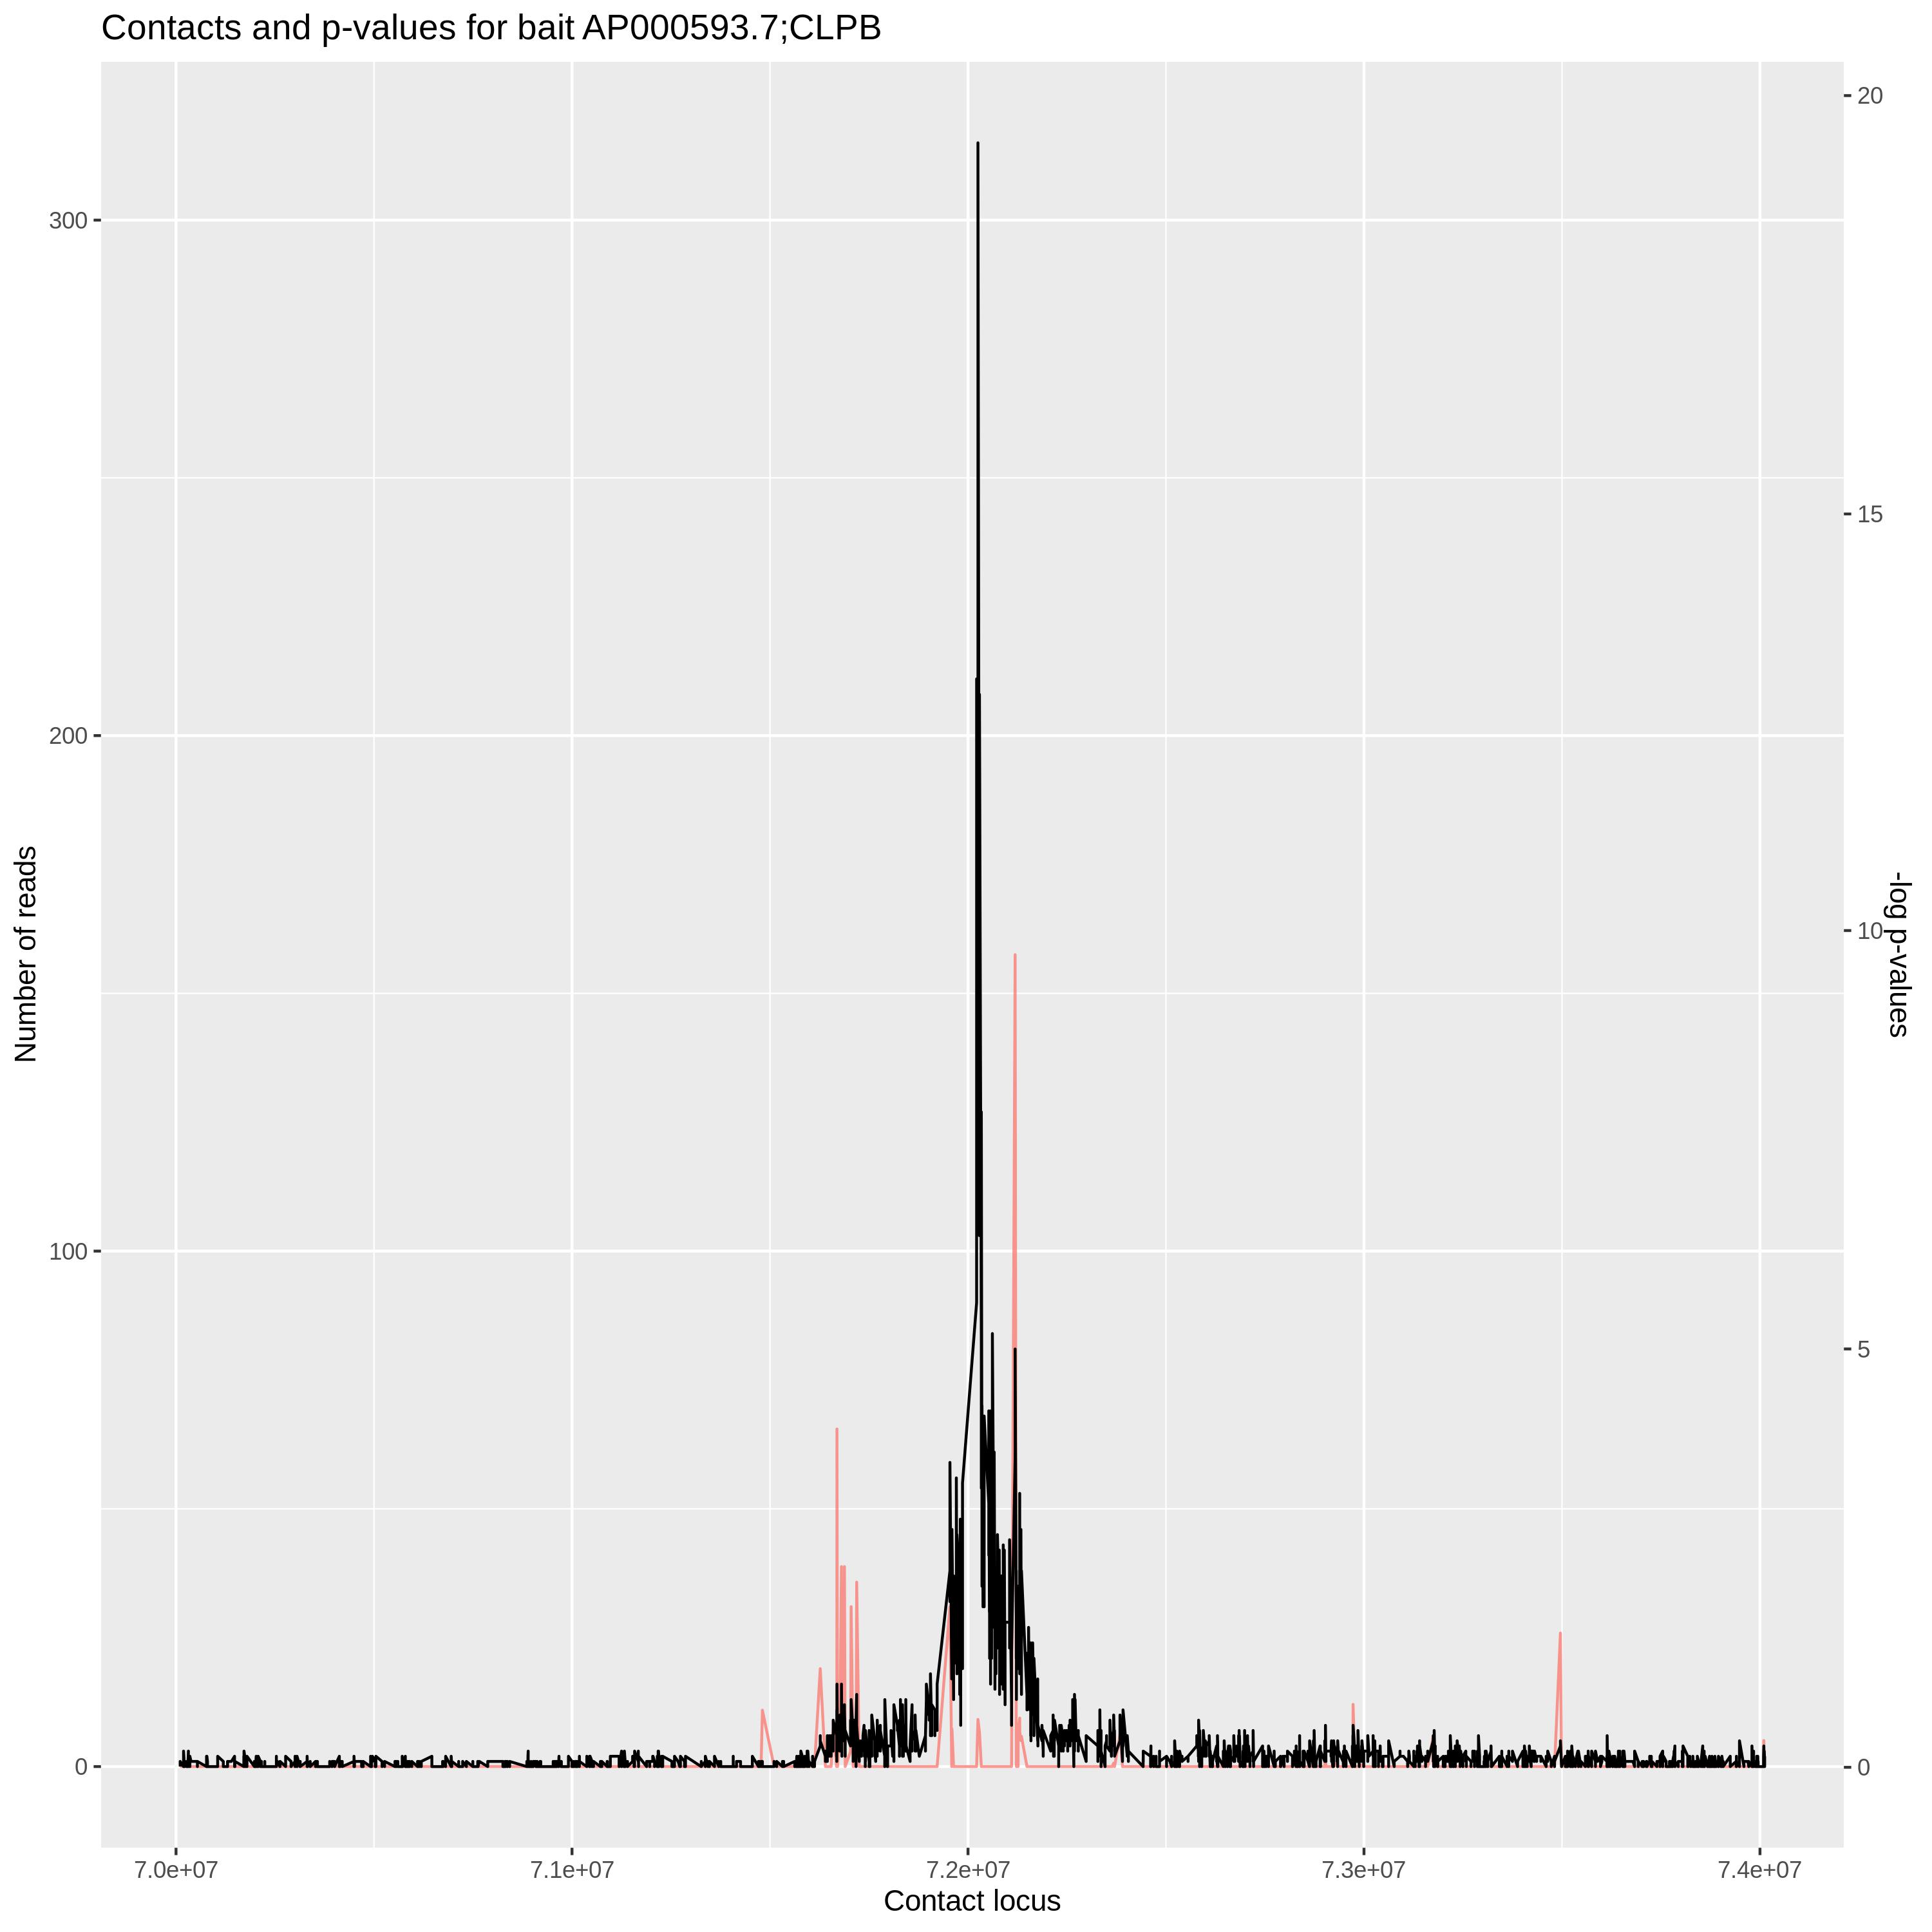 Contacts and p-values for bait AP000593.7;CLPB
Number of reads
300
200
100
0
20
15
10
5
0
-log p-values
7.0e+07
7.1e+07
7.2e+07
7.3e+07
7.4e+07
Contact locus